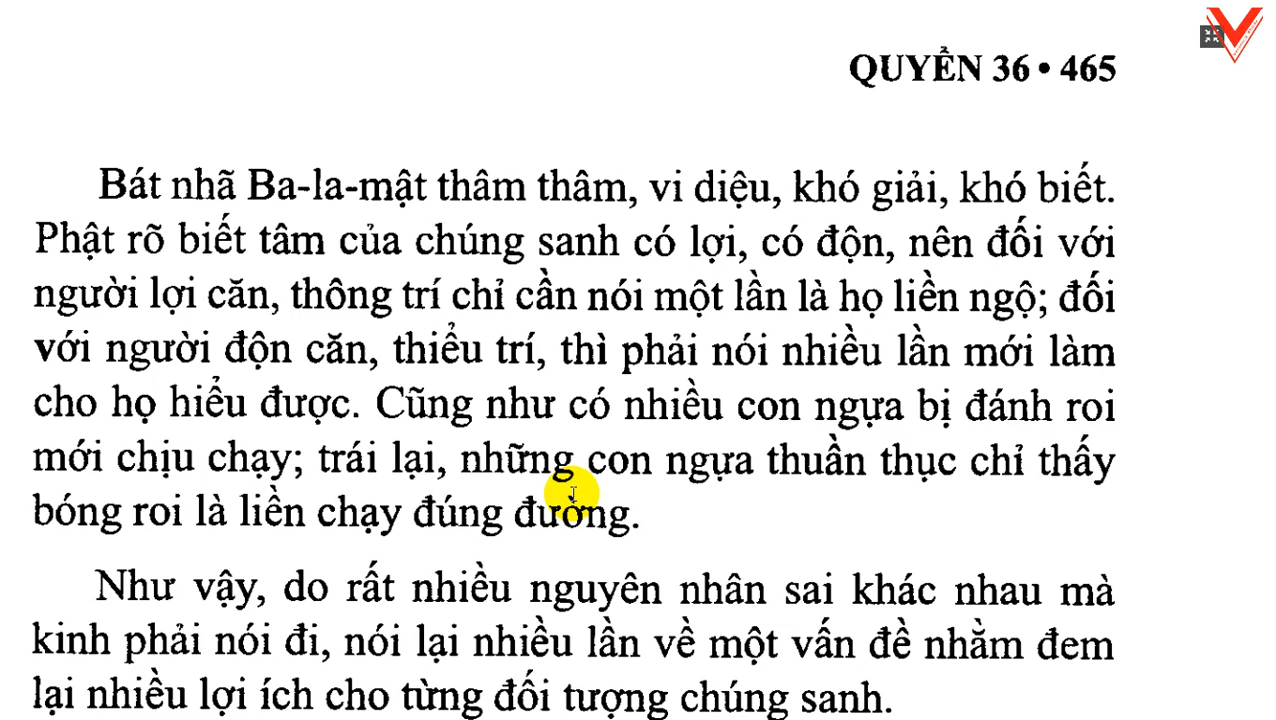 QUYỂN 36 • 465
Bát nhã Ba-la-mật thâm thâm, vi diệu, khó giải, khó biết.
Phật rõ biết tâm của chúng sanh có lợi, có độn, nên đối với
người lợi căn, thông trí chỉ cần nói một lần là họ liền ngộ; đối
với người độn căn, thiểu trí, thì phải nói nhiều lần mới làm
cho họ hiểu được. Cũng như có nhiều con ngựa bị đánh roi
mới chịu chạy; trái lại, những con ngựa thuần thục chỉ thấy
bóng roi là liền chạy đúng đường.
Như vậy, do rất nhiều nguyên nhân sai khác nhau mà
kinh phải nói đi, nói lại nhiều lần về một vấn đề nhằm đem
lại nhiều lợi ích cho từng đối tượng chúng sanh.